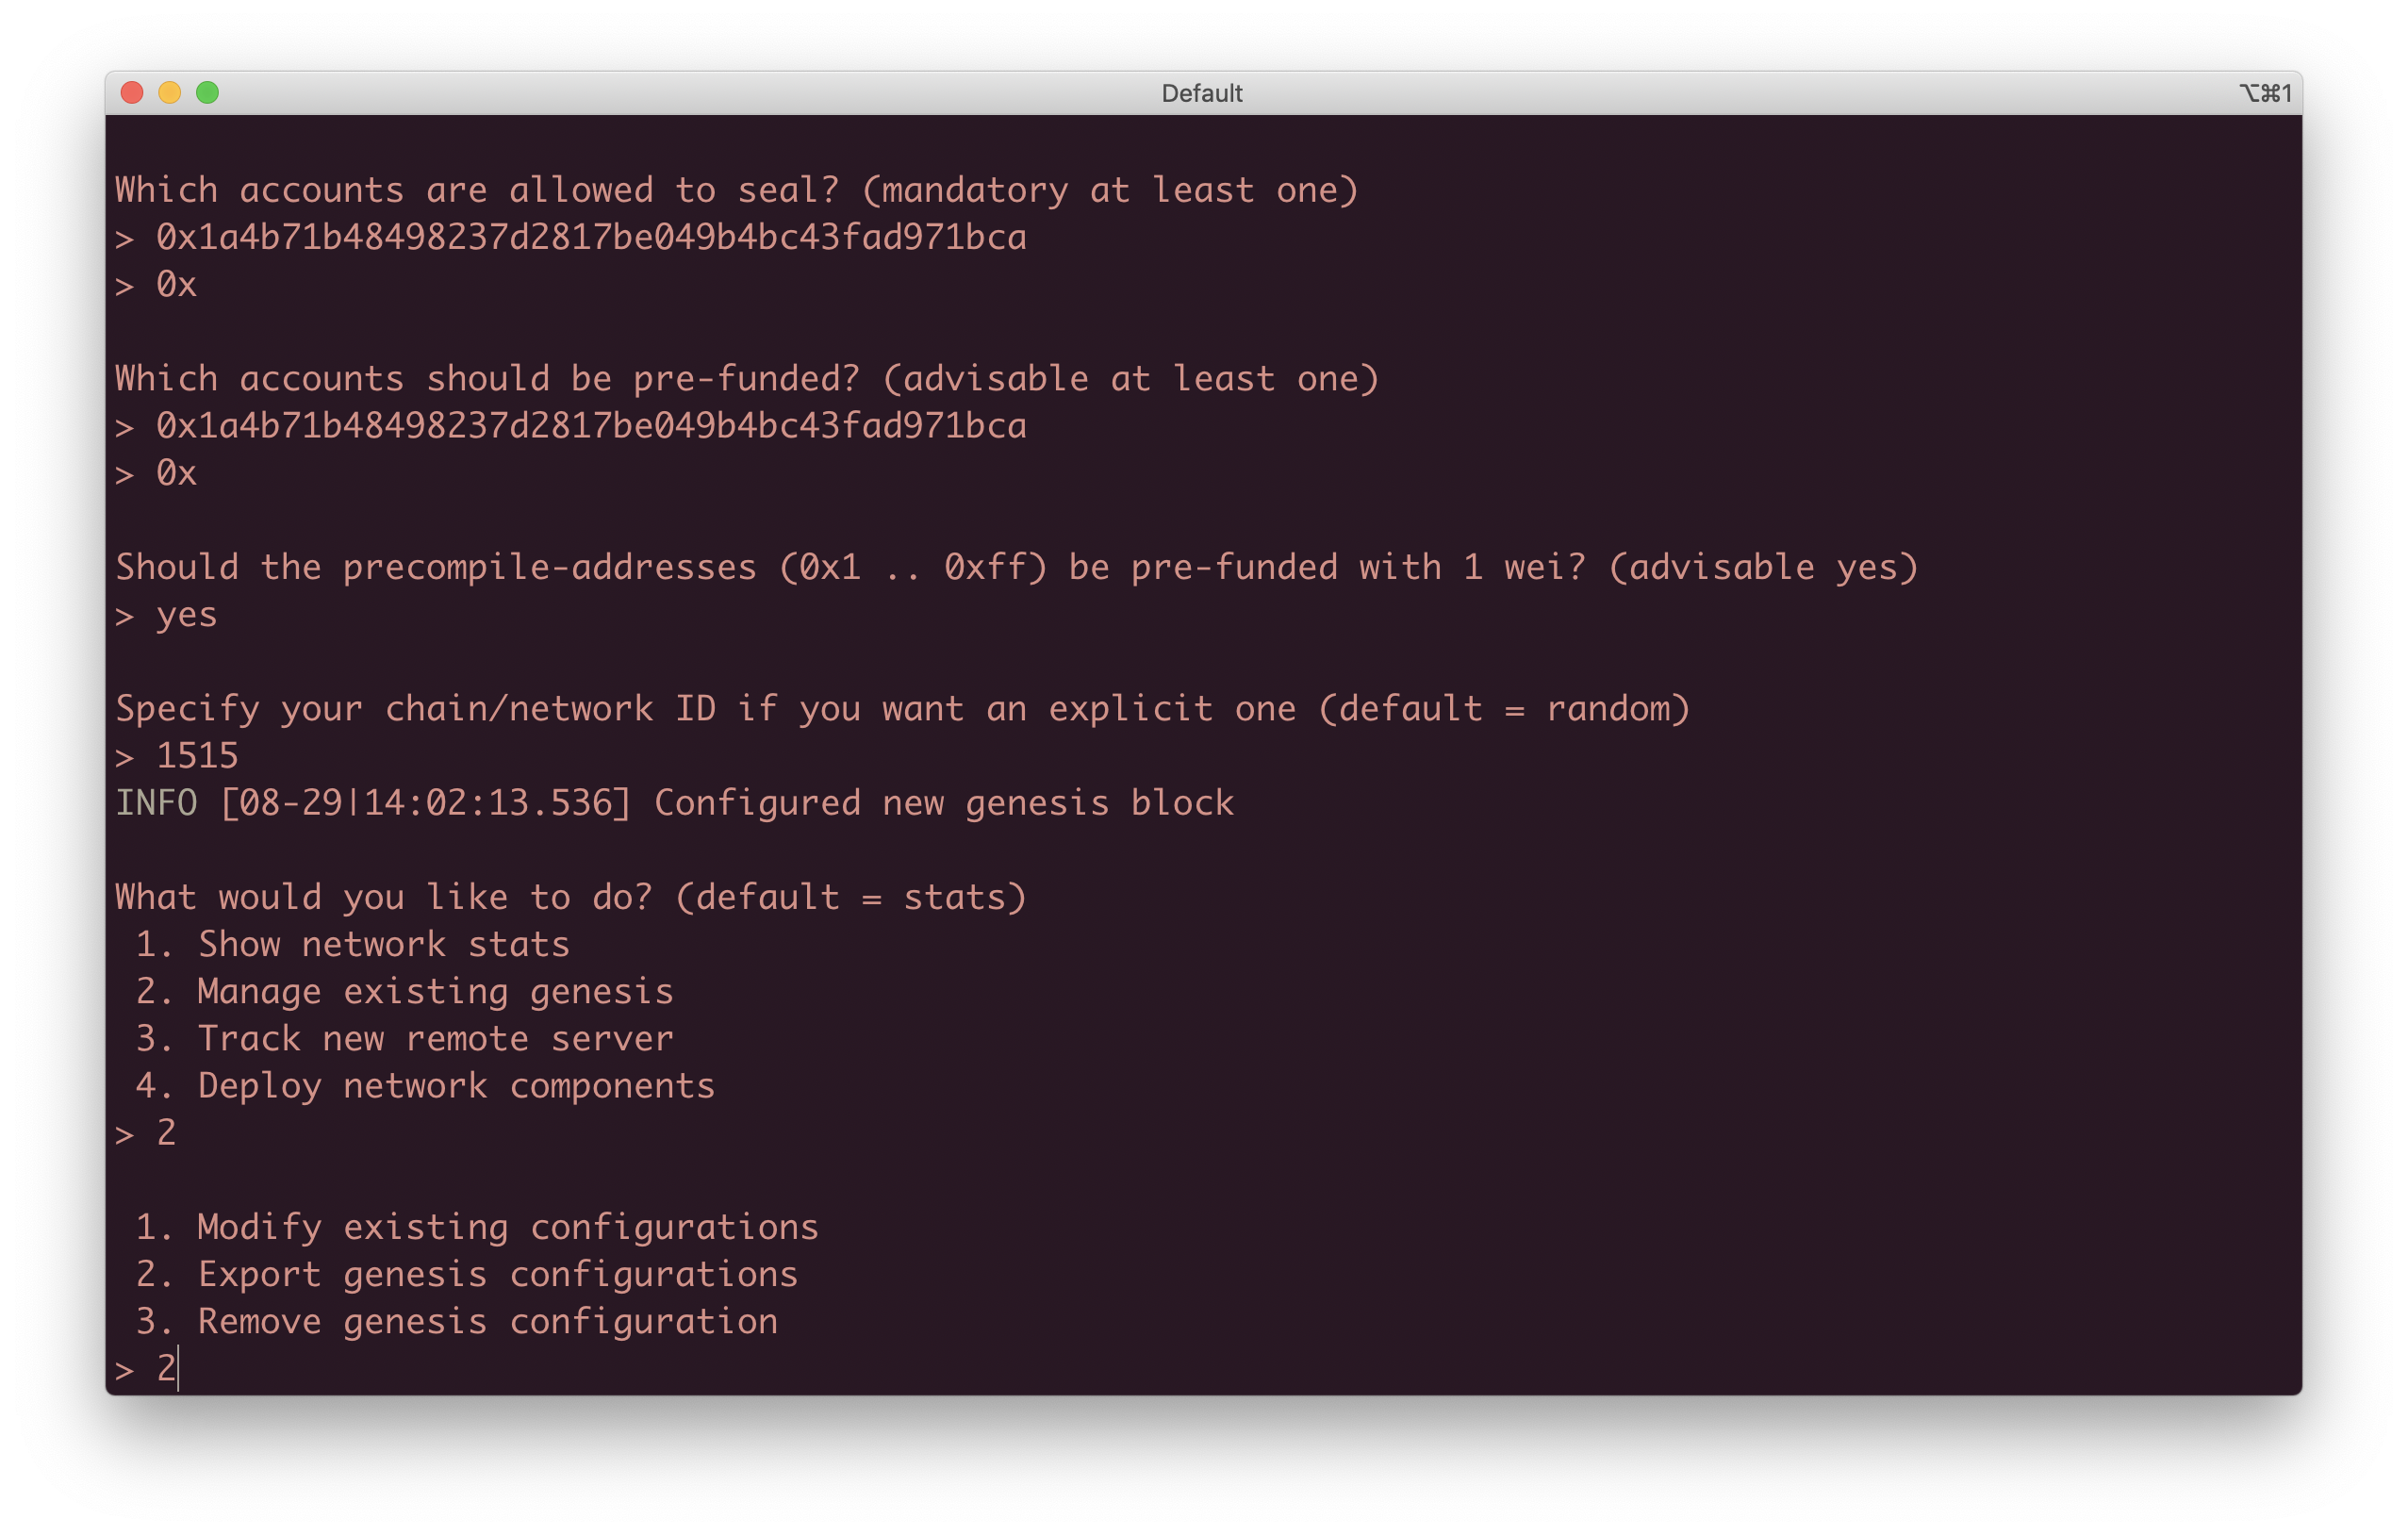 Default
⌥⌘1
Which accounts are allowed to seal? (mandatory at least one)
> 0x1a4b71b48498237d2817be049b4bc43fad971bca
> 0x
Which accounts should be pre-funded? (advisable at least one)
> 0x1a4b71b48498237d2817be049b4bc43fad971bca
> 0x
Should the precompile-addresses (0x1 .. 0xff) be pre-funded with 1 wei? (advisable yes)
> yes
Specify your chain/network ID if you want an explicit one (default = random)
> 1515
INFO [08-29|14:02:13.536] Configured new genesis block
What would you like to do? (default = stats)
1. Show network stats
2. Manage existing genesis
3. Track new remote server
4. Deploy network components
> 2
1. Modify existing configurations
2. Export genesis configurations
3. Remove genesis configuration
> 2